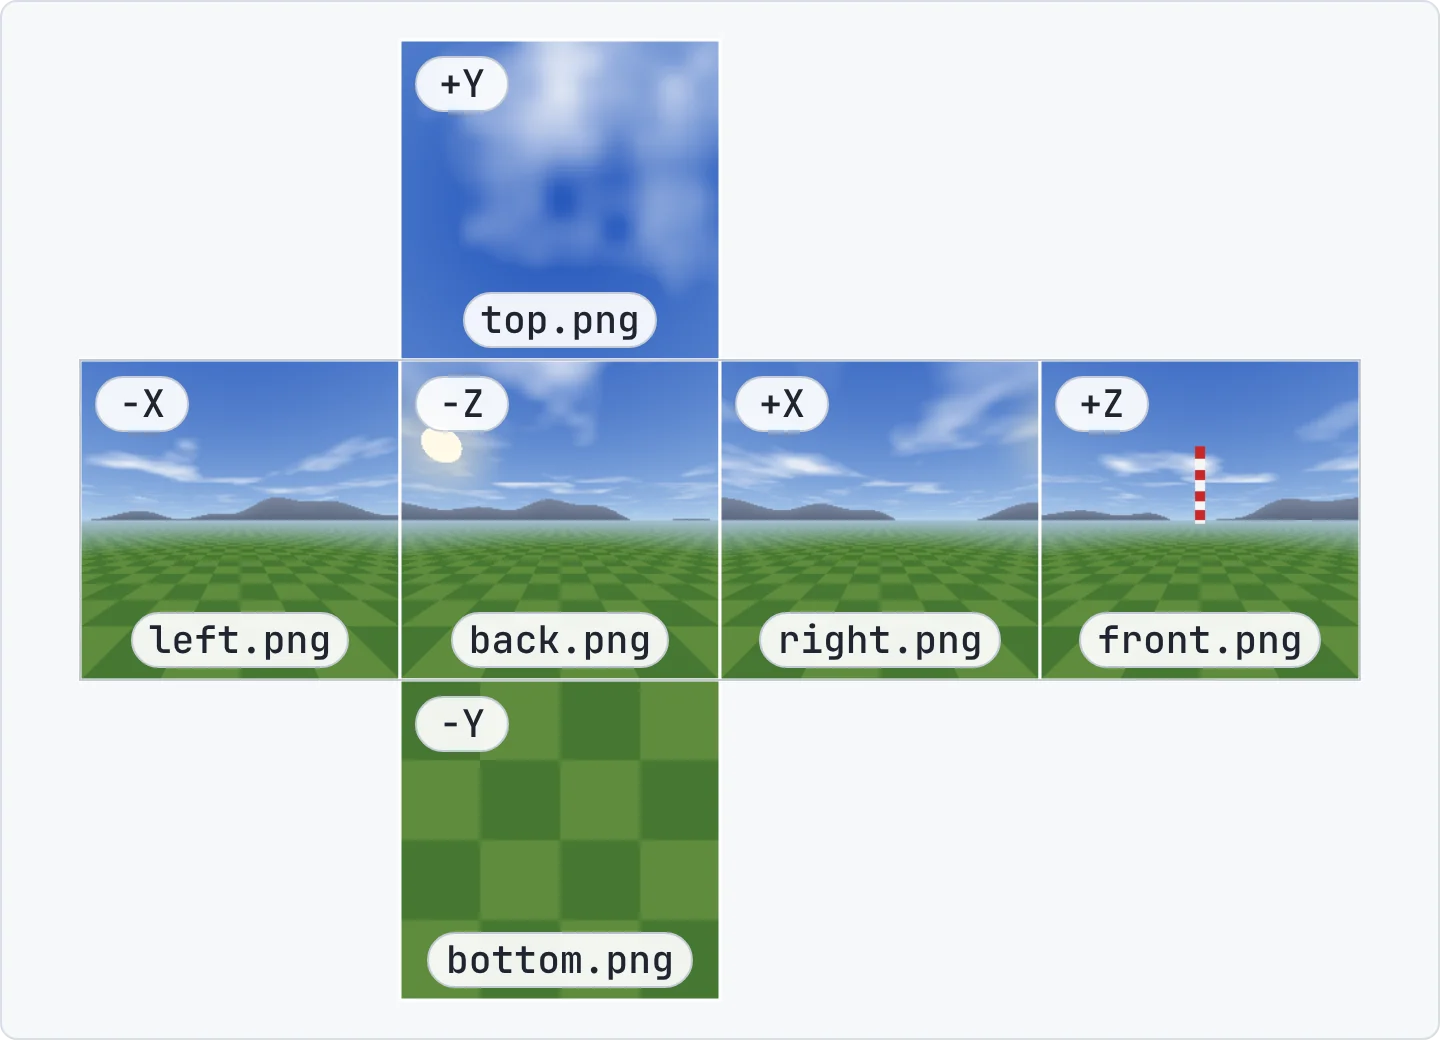 +Y
top.png
-X
-Z
+X
+Z
left.png
back.png
right.png
front.png
-Y
bottom.png